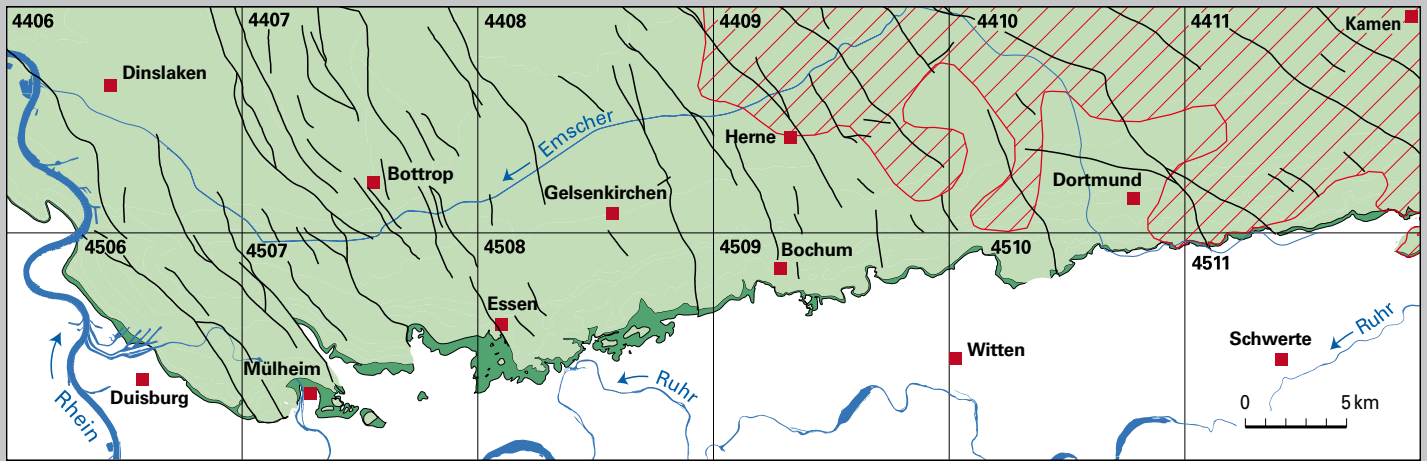 4406
4407
4408
4409
4410
4411
Kamen
Dinslaken
Emscher
Herne
Bottrop
Gelsenkirchen
Dortmund
4506
4507
4508
4509
Bochum
4510
4511
Essen
Ruhr
Schwerte
Witten
Mülheim
Ruhr
Duisburg
Rhein
0 5 km